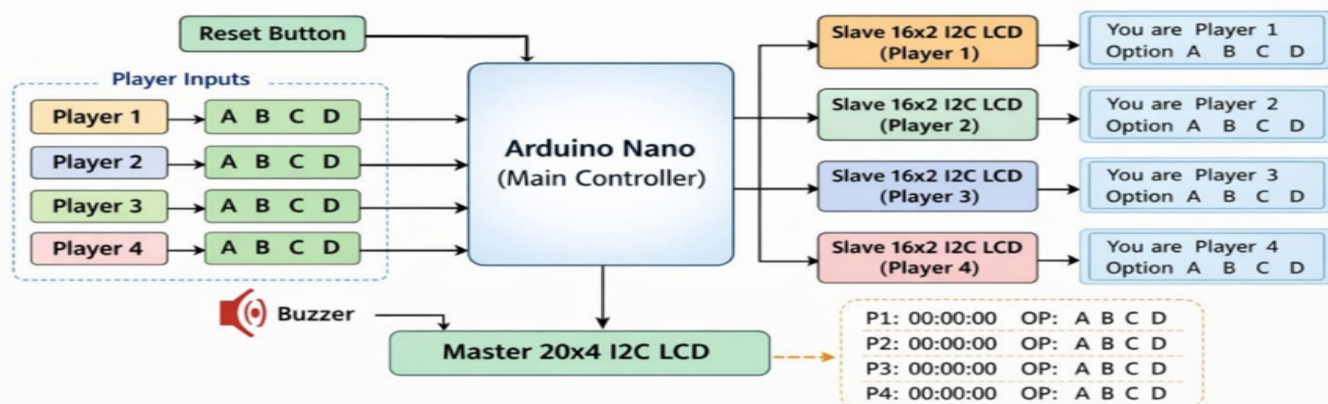 Reset Button
Player Inputs
Player 1 A B C D
Player 2 A B C D
Player 3 A B C D
Player 4 A B C D
Arduino Nano
(Main Controller)
Slave 16x2 I2C LCD
(Player 1)
You are Player 1
Option A B C D
Slave 16x2 I2C LCD
(Player 2)
You are Player 2
Option A B C D
Slave 16x2 I2C LCD
(Player 3)
You are Player 3
Option A B C D
Slave 16x2 I2C LCD
(Player 4)
You are Player 4
Option A B C D
Buzzer
Master 20x4 I2C LCD
P1: 00:00:00 OP: A B C D
P2: 00:00:00 OP: A B C D
P3: 00:00:00 OP: A B C D
P4: 00:00:00 OP: A B C D